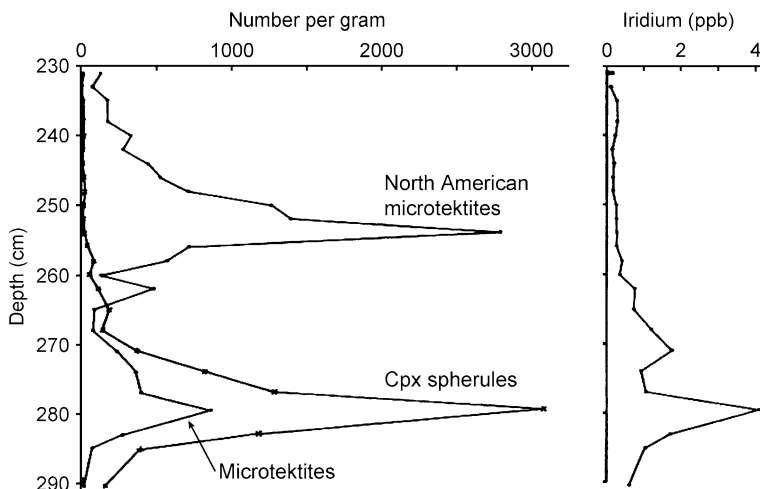 Number per gram
Iridium (ppb)
0 1000 2000 3000
0 2 4
230
240
250
260
270
280
290
Depth (cm)
North American
microtektites
Cpx spherules
Microtektites